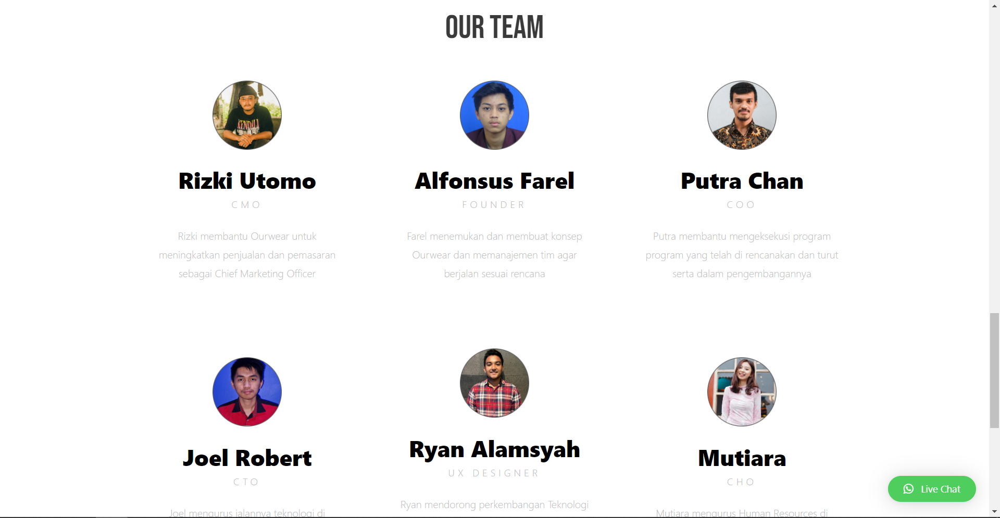 OUR TEAM
KENDALL
Rizki Utomo
CMO
Rizki membantu Ourwear untuk
meningkatkan penjualan dan pemasaran
sebagai Chief Marketing Officer
Alfonsus Farel
FOUNDER
Farel menemukan dan membuat konsep
Ourwear dan memanajemen tim agar
berjalan sesuai rencana
Putra Chan
COO
Putra membantu mengeksekusi program
program yang telah di rencanakan dan turut
serta dalam pengembangannya
Joel Robert
CTO
Joel mengurus jalannya teknologi di
Ryan Alamsyah
UX DESIGNER
Ryan mendorong perkembangan Teknologi
Mutiara
CHO
Mutiara mengurus Human Resources di
Live Chat